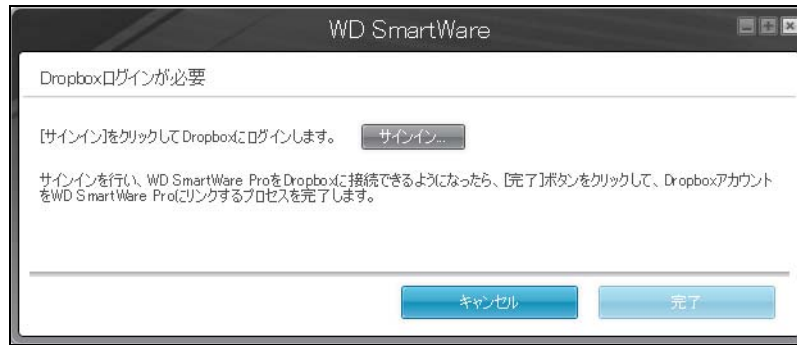 WD SmartWare
Dropboxログインが必要
[サインイン]をクリックしてDropboxにログインします。 サインイン...
サインインを行い、WD SmartWare ProをDropboxに接続できるようになったら、[完了]ボタンをクリックして、Dropboxアカウント
をWD SmartWare Proにリンクするプロセスを完了します。
キャンセル 完了